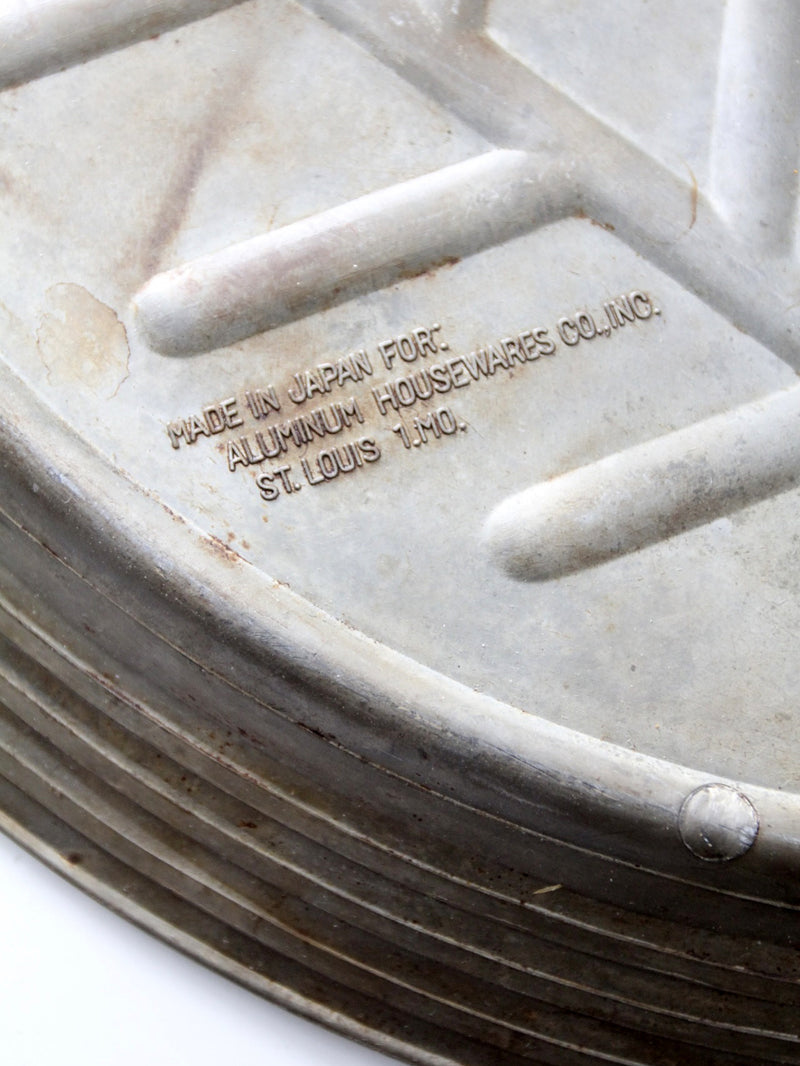 MADE IN JAPAN FOR:
ALUMINUM HOUSEWARES CO., INC.
ST. LOUIS 1. MO.